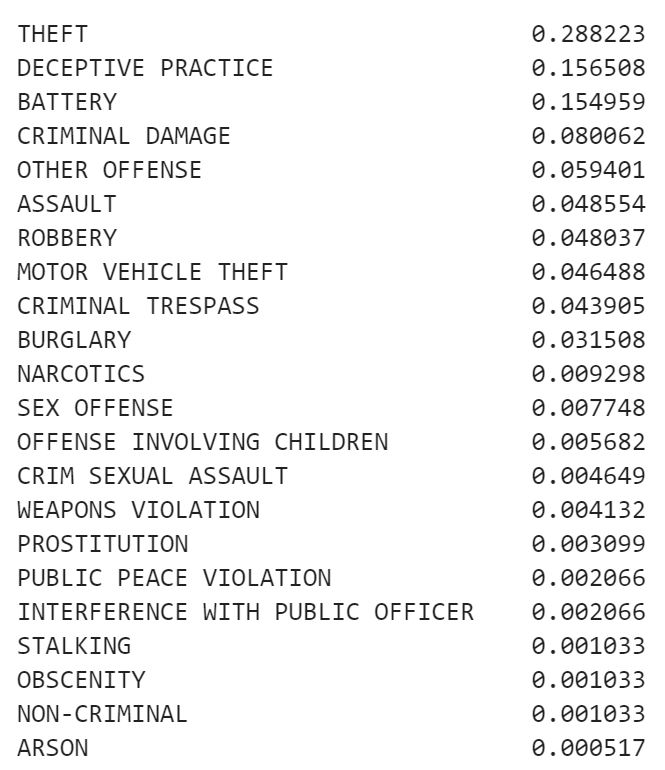 THEFT 0.288223
DECEPTIVE PRACTICE 0.156508
BATTERY 0.154959
CRIMINAL DAMAGE 0.080062
OTHER OFFENSE 0.059401
ASSAULT 0.048554
ROBBERY 0.048037
MOTOR VEHICLE THEFT 0.046488
CRIMINAL TRESPASS 0.043905
BURGLARY 0.031508
NARCOTICS 0.009298
SEX OFFENSE 0.007748
OFFENSE INVOLVING CHILDREN 0.005682
CRIM SEXUAL ASSAULT 0.004649
WEAPONS VIOLATION 0.004132
PROSTITUTION 0.003099
PUBLIC PEACE VIOLATION 0.002066
INTERFERENCE WITH PUBLIC OFFICER 0.002066
STALKING 0.001033
OBSCENITY 0.001033
NON-CRIMINAL 0.001033
ARSON 0.000517